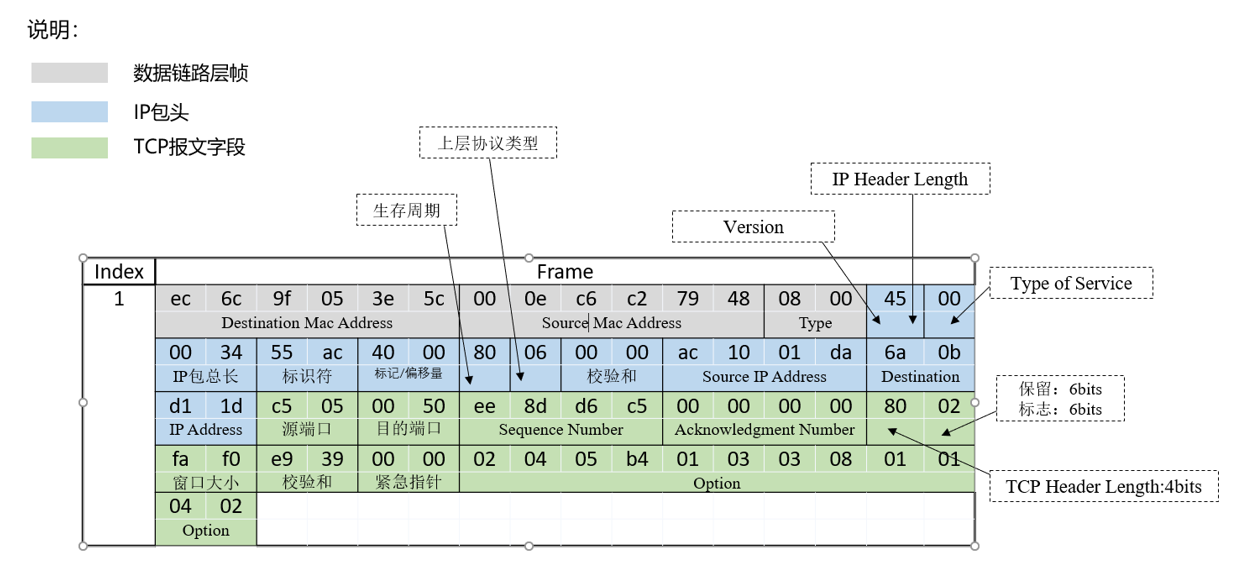 说明：
数据链路层帧
IP包头
TCP报文字段
上层协议类型
IP Header Length
生存周期
Version
Type of Service
Index Frame
1 ec 6c 9f 05 3e 5c 00 0e c6 c2 79 48 08 00 45 00
Destination Mac Address Source Mac Address Type
00 34 55 ac 40 00 80 06 00 00 ac 10 01 da 6a 0b
IP包总长 标识符 标记/偏移量 校验和 Source IP Address Destination
保留：6bits
标志：6bits
d1 1d c5 05 00 50 ee 8d d6 c5 00 00 00 00 80 02
IP Address 源端口 目的端口 Sequence Number Acknowledgment Number
fa f0 e9 39 00 00 02 04 05 b4 01 03 03 08 01 01
窗口大小 校验和 紧急指针 Option
TCP Header Length:4bits
04 02
Option